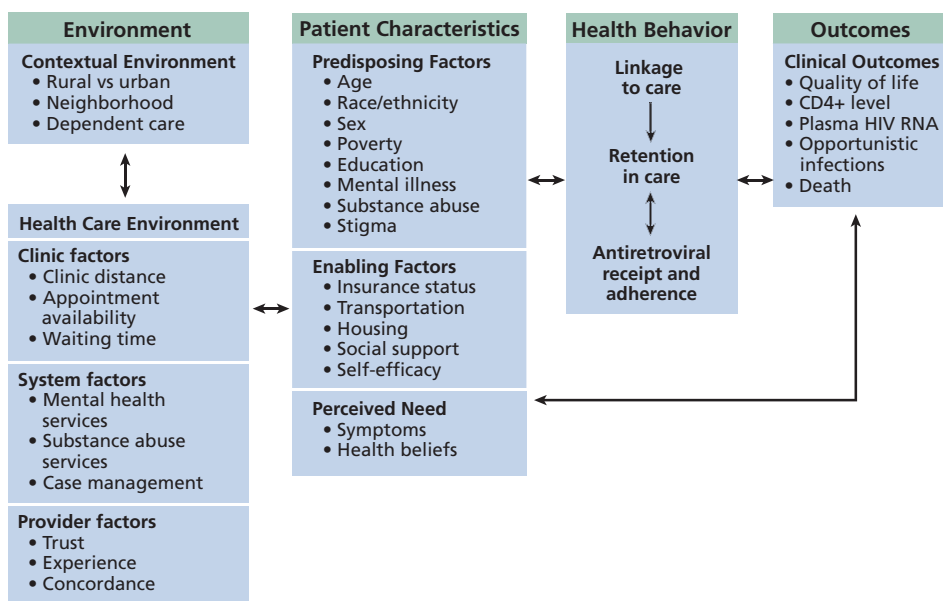 Environment
Contextual Environment
• Rural vs urban
• Neighborhood
• Dependent care
Health Care Environment
Clinic factors
• Clinic distance
• Appointment
availability
• Waiting time
System factors
• Mental health
services
• Substance abuse
services
• Case management
Provider factors
• Trust
• Experience
• Concordance
Patient Characteristics
Predisposing Factors
• Age
• Race/ethnicity
• Sex
• Poverty
• Education
• Mental illness
• Substance abuse
• Stigma
Enabling Factors
• Insurance status
• Transportation
• Housing
• Social support
• Self-efficacy
Perceived Need
• Symptoms
• Health beliefs
Health Behavior
Linkage
to care
Retention
in care
Antiretroviral
receipt and
adherence
Outcomes
Clinical Outcomes
• Quality of life
• CD4+ level
• Plasma HIV RNA
• Opportunistic
infections
• Death